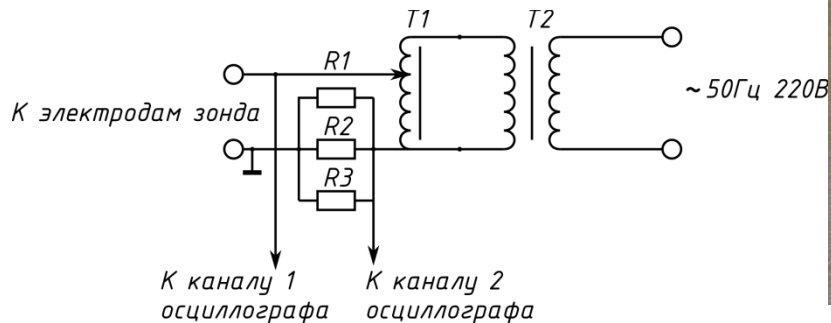 T1
T2
R1
К электродам зонда
R2
R3
~ 50Гц 220В
К каналу 1
осциллографа
К каналу 2
осциллографа